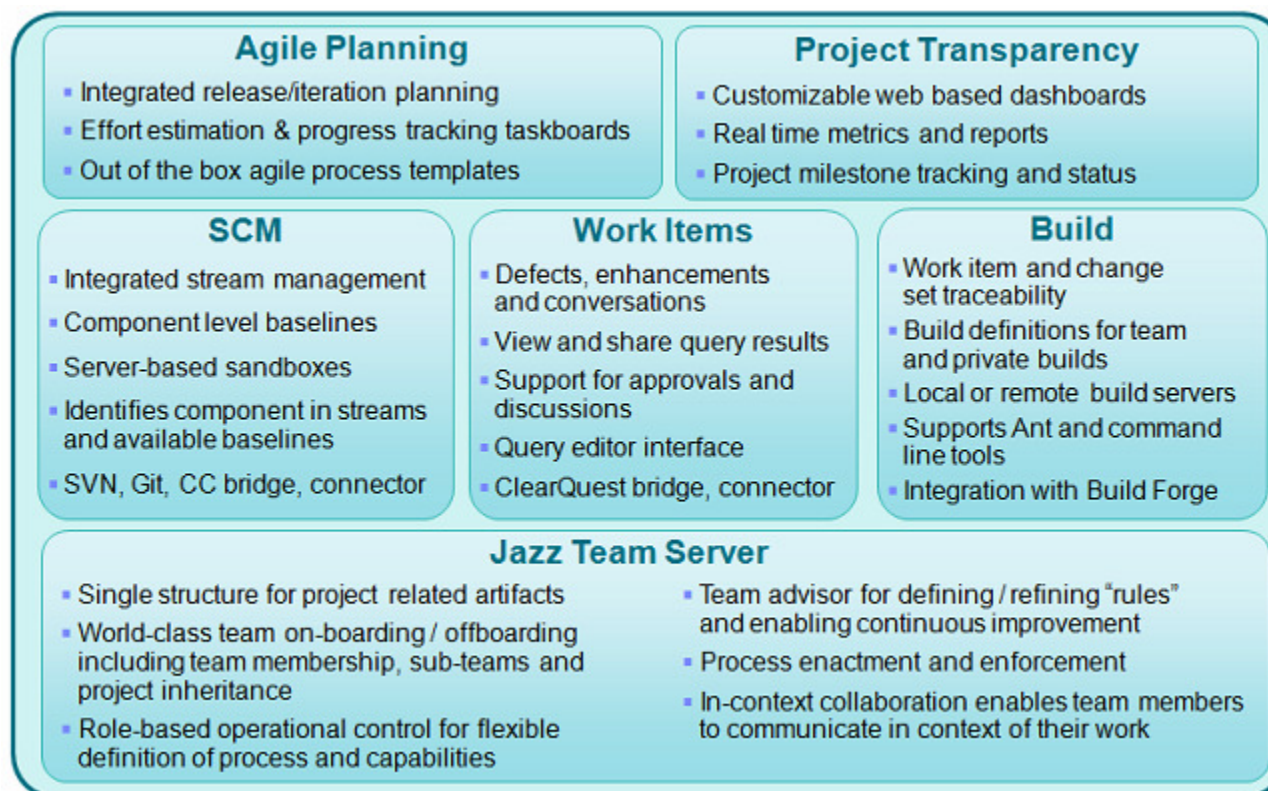 Agile Planning
▪ Integrated release/iteration planning
▪ Effort estimation & progress tracking taskboards
▪ Out of the box agile process templates
Project Transparency
▪ Customizable web based dashboards
▪ Real time metrics and reports
▪ Project milestone tracking and status
SCM
▪ Integrated stream management
▪ Component level baselines
▪ Server-based sandboxes
▪ Identifies component in streams
and available baselines
▪ SVN, Git, CC bridge, connector
Work Items
▪ Defects, enhancements
and conversations
▪ View and share query results
▪ Support for approvals and
discussions
▪ Query editor interface
▪ ClearQuest bridge, connector
Build
▪ Work item and change
set traceability
▪ Build definitions for team
and private builds
▪ Local or remote build servers
▪ Supports Ant and command
line tools
▪ Integration with Build Forge
Jazz Team Server
▪ Single structure for project related artifacts
▪ World-class team on-boarding / offboarding
including team membership, sub-teams and
project inheritance
▪ Role-based operational control for flexible
definition of process and capabilities
▪ Team advisor for defining / refining “rules”
and enabling continuous improvement
▪ Process enactment and enforcement
▪ In-context collaboration enables team members
to communicate in context of their work